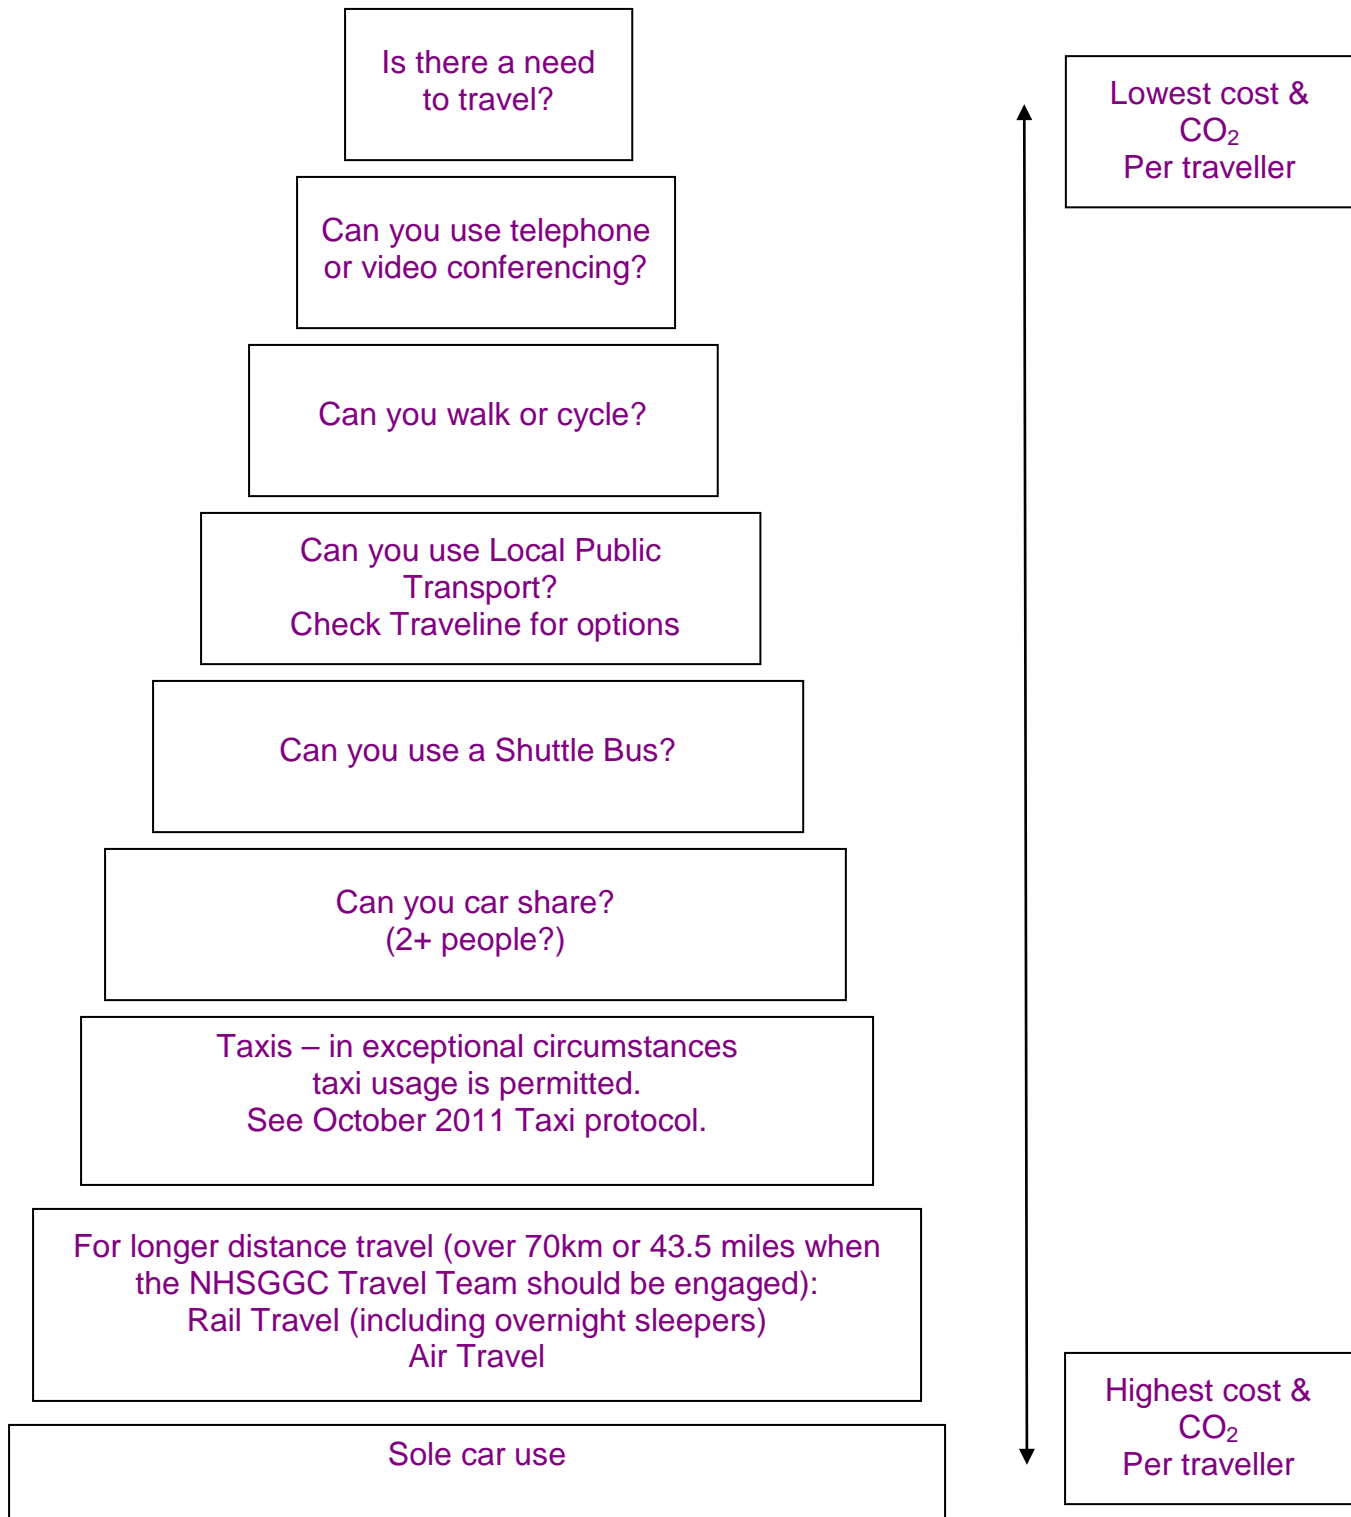 Is there a need
to travel?
Lowest cost &
CO₂
Per traveller
Can you use telephone
or video conferencing?
Can you walk or cycle?
Can you use Local Public
Transport?
Check Traveline for options
Can you use a Shuttle Bus?
Can you car share?
(2+ people?)
Taxis – in exceptional circumstances
taxi usage is permitted.
See October 2011 Taxi protocol.
For longer distance travel (over 70km or 43.5 miles when
the NHSGGC Travel Team should be engaged):
Rail Travel (including overnight sleepers)
Air Travel
Highest cost &
CO₂
Per traveller
Sole car use